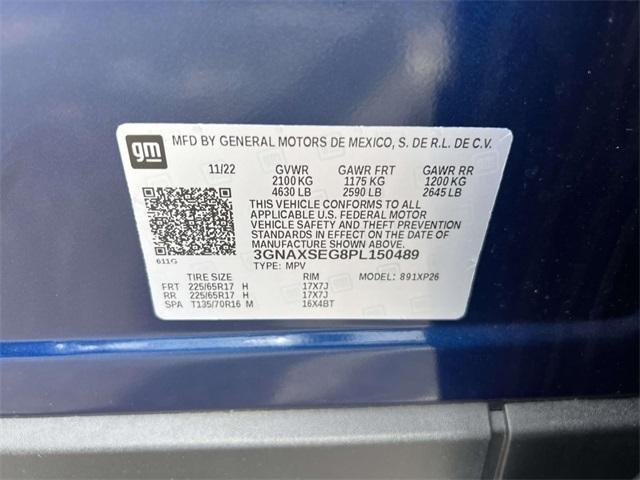 gm MFD BY GENERAL MOTORS DE MEXICO, S. DE R.L. DE C.V.
11/22 GVWR GAWR FRT GAWR RR
2100 KG 1175 KG 1200 KG
4630 LB 2590 LB 2645 LB
THIS VEHICLE CONFORMS TO ALL
APPLICABLE U.S. FEDERAL MOTOR
VEHICLE SAFETY AND THEFT PREVENTION
STANDARDS IN EFFECT ON THE DATE OF
MANUFACTURE SHOWN ABOVE.
611G 3GNAXSEG8PL150489
TYPE: MPV
TIRE SIZE RIM MODEL: 891XP26
FRT 225/65R17 H 17X7J
RR 225/65R17 H 17X7J
SPA T135/70R16 M 16X4BT